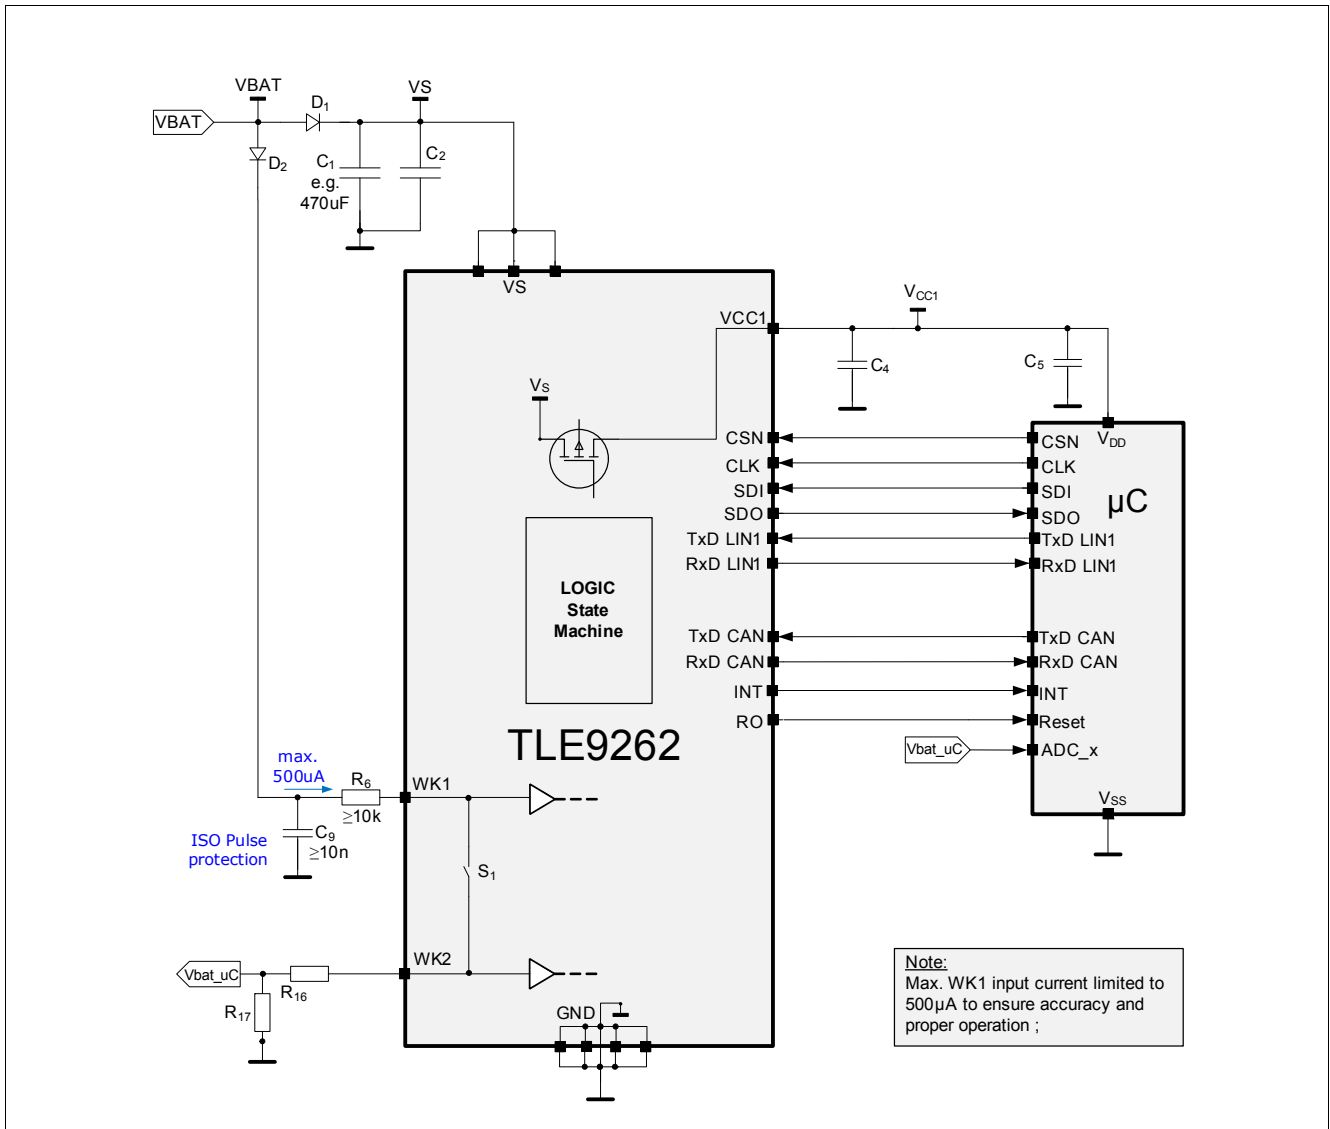 VBAT
VS
D1
VBAT
D2
C1
e.g.
470uF
C2
VS
VCC1
VCC1
C4
C5
VS
CSN
CLK
SDI
SDO
TxD LIN1
RxD LIN1
TxD CAN
RxD CAN
INT
RO
LOGIC
State
Machine
TLE9262
VDD
CSN
CLK
SDI
SDO
µC
TxD LIN1
RxD LIN1
TxD CAN
RxD CAN
INT
Reset
Vbat_uC
ADC_x
VSS
max.
500uA
R6
≥10k
WK1
ISO Pulse
protection
C9
≥10n
S1
WK2
Vbat_uC
R16
R17
GND
Note:
Max. WK1 input current limited to
500µA to ensure accuracy and
proper operation ;